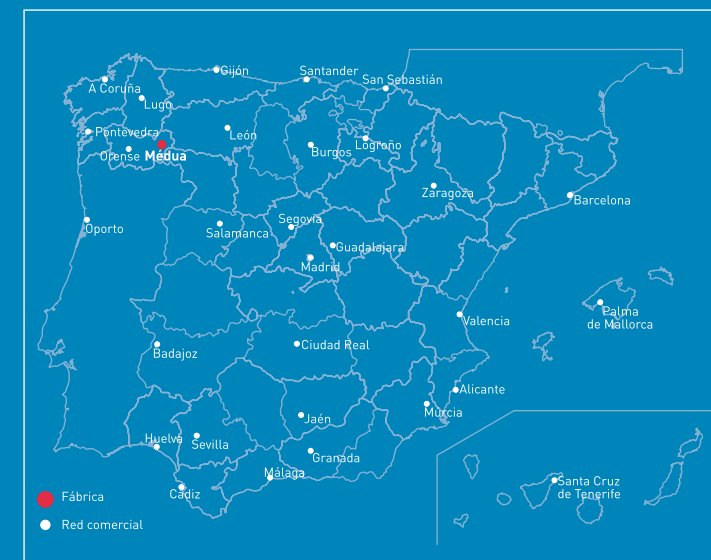 Gijón
Santander
San Sebastián
A Coruña
Lugo
Pontevedra
León
Burgos
Logroño
Orense
Médua
Zaragoza
Barcelona
Oporto
Salamanca
Segovia
Guadalajara
Madrid
Palma
de Mallorca
Valencia
Ciudad Real
Badajoz
Alicante
Murcia
Jaén
Huelva
Sevilla
Granada
Málaga
Cádiz
Santa Cruz
de Tenerife
Fábrica
Red comercial